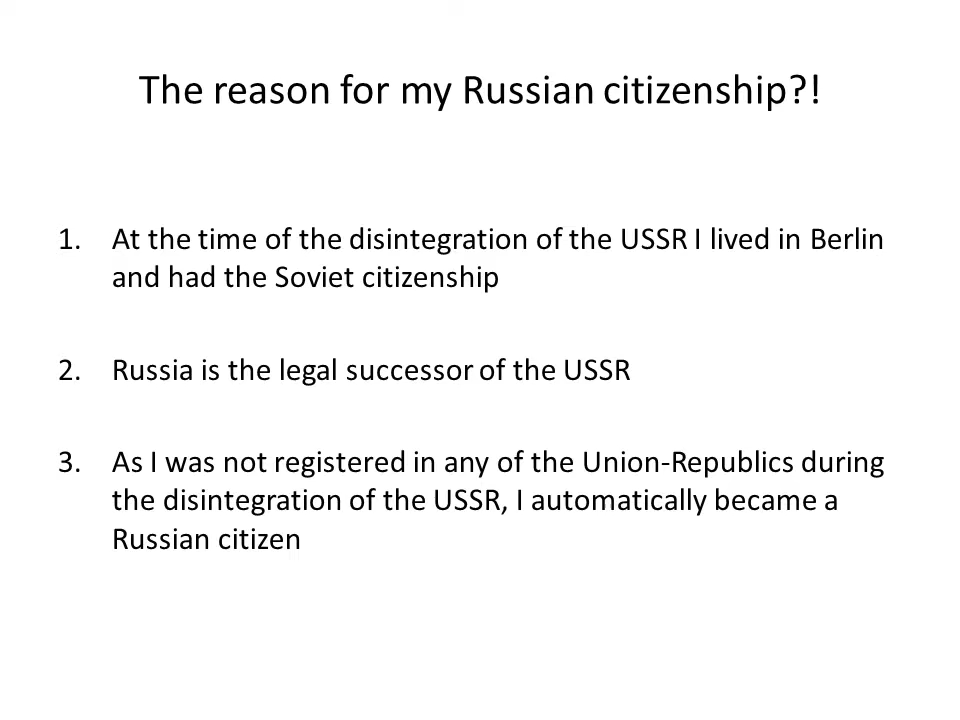 The reason for my Russian citizenship?!
1. At the time of the disintegration of the USSR I lived in Berlin
and had the Soviet citizenship
2. Russia is the legal successor of the USSR
3. As I was not registered in any of the Union-Republics during
the disintegration of the USSR, I automatically became a
Russian citizen